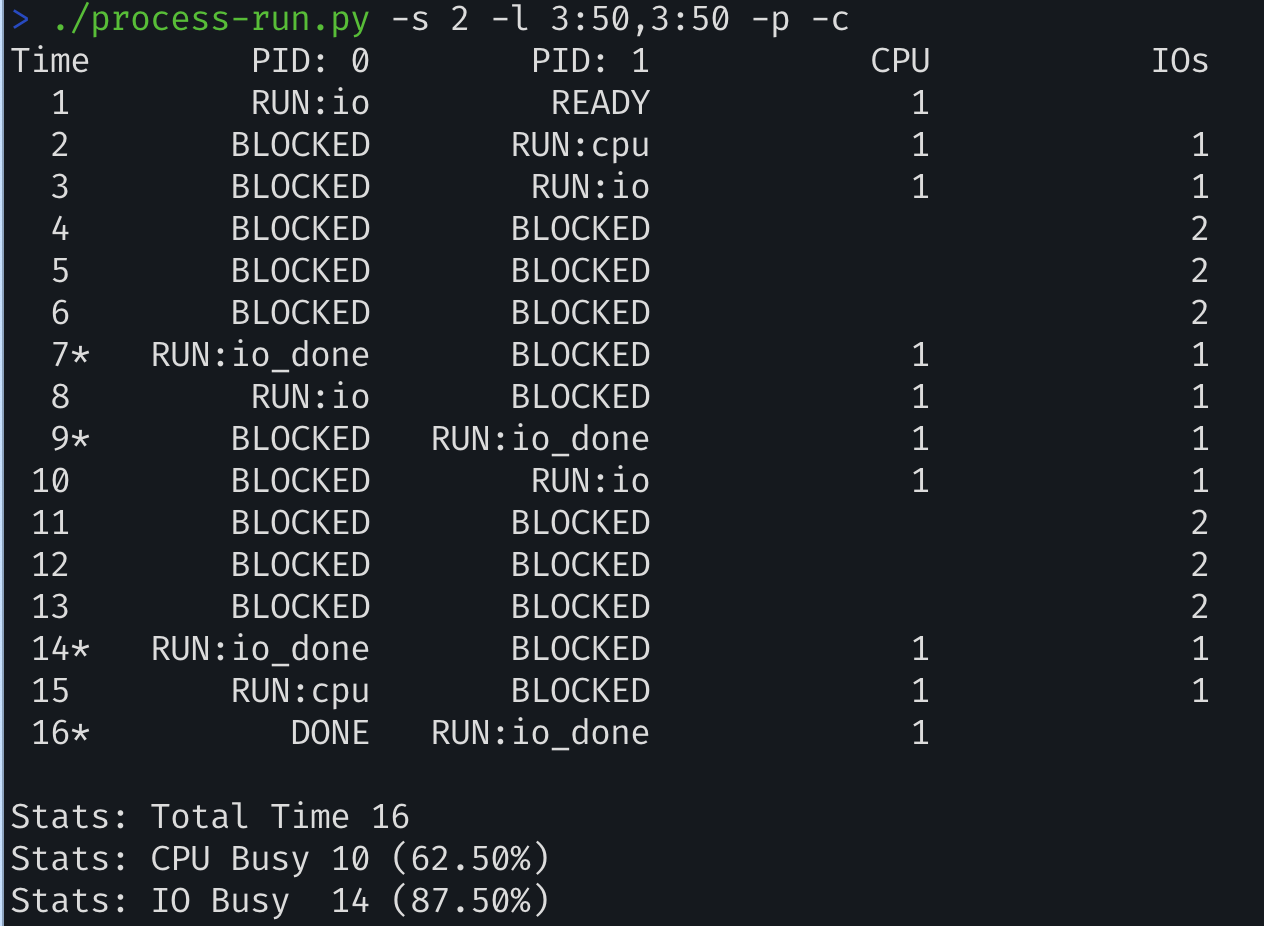 > ./process-run.py -s 2 -l 3:50,3:50 -p -c
Time        PID: 0        PID: 1           CPU           IOs
  1         RUN:io         READY             1
  2        BLOCKED       RUN:cpu             1             1
  3        BLOCKED        RUN:io             1             1
  4        BLOCKED       BLOCKED                           2
  5        BLOCKED       BLOCKED                           2
  6        BLOCKED       BLOCKED                           2
  7*   RUN:io_done       BLOCKED             1             1
  8         RUN:io       BLOCKED             1             1
  9*       BLOCKED   RUN:io_done             1             1
 10        BLOCKED        RUN:io             1             1
 11        BLOCKED       BLOCKED                           2
 12        BLOCKED       BLOCKED                           2
 13        BLOCKED       BLOCKED                           2
 14*   RUN:io_done       BLOCKED             1             1
 15        RUN:cpu       BLOCKED             1             1
 16*          DONE   RUN:io_done             1

Stats: Total Time 16
Stats: CPU Busy 10 (62.50%)
Stats: IO Busy  14 (87.50%)